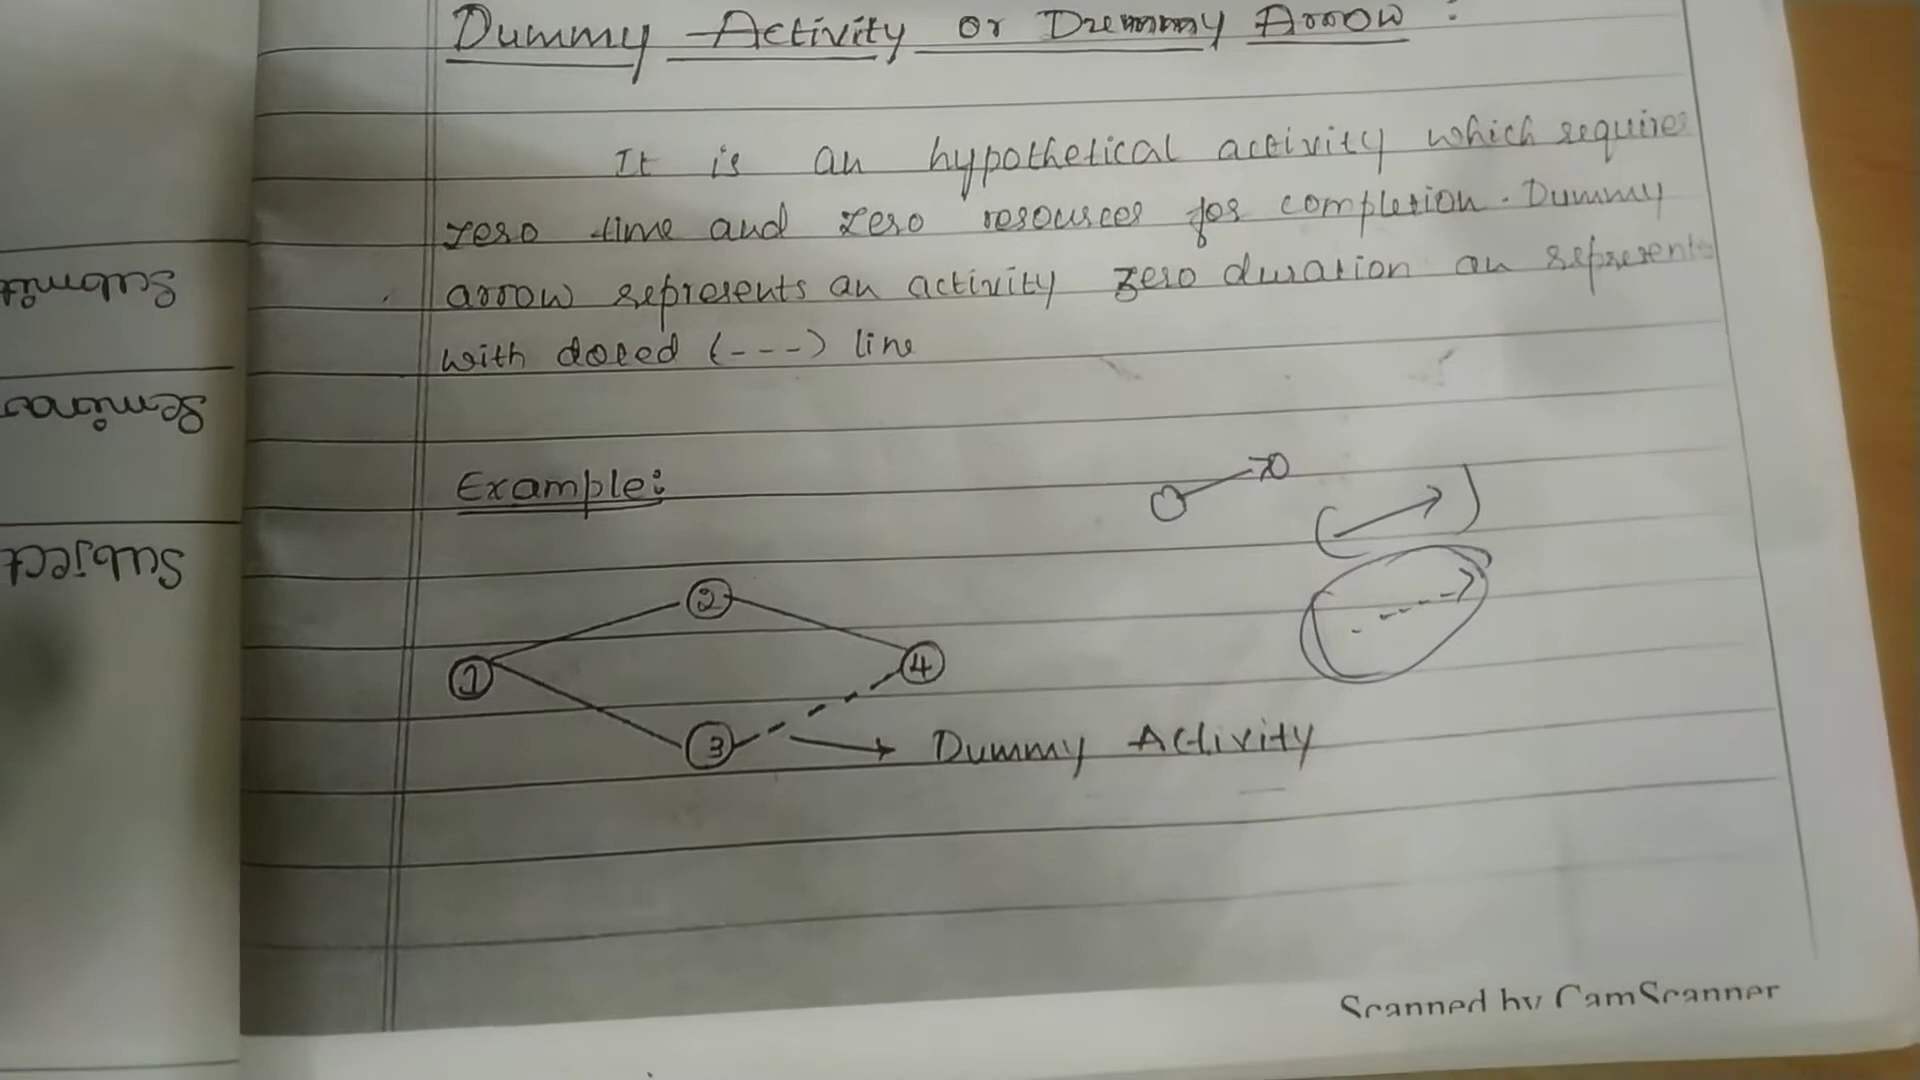 Dummy Activity or Dummy Arrow :
It is an hypothetical activity which requires
zero time and zero resources for completion. Dummy
arrow represents an activity zero duration an represents
with doted (---) line
Example:
2
1
4
3
Dummy Activity
Submit
Seminar
Subject
Scanned by CamScanner